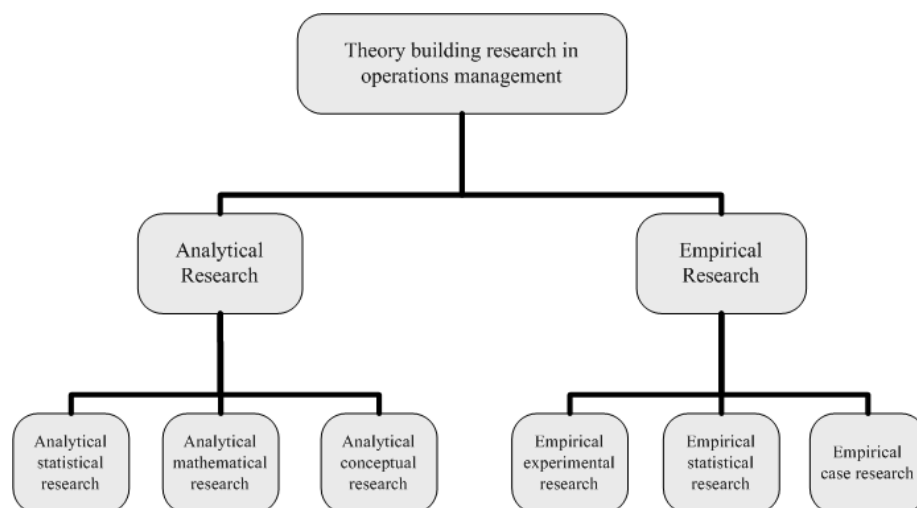 Theory building research in
operations management
Analytical
Research
Empirical
Research
Analytical
statistical
research
Analytical
mathematical
research
Analytical
conceptual
research
Empirical
experimental
research
Empirical
statistical
research
Empirical
case research